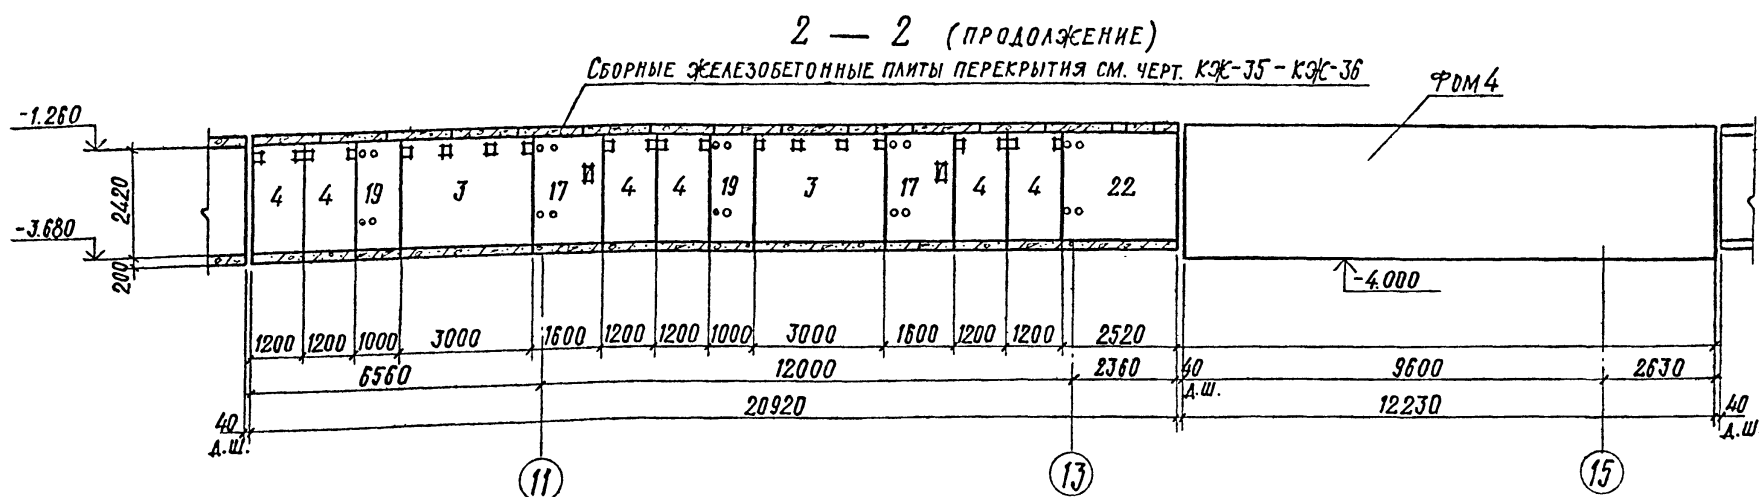 2 — 2 (ПРОДОЛЖЕНИЕ)
СБОРНЫЕ ЖЕЛЕЗОБЕТОННЫЕ ПЛИТЫ ПЕРЕКРЫТИЯ СМ. ЧЕРТ. КЖ-35 - КЖ-36
ФОМ 4
-1.260
2420
-3.680
200
4 4 19 3 17 4 4 19 3 17 4 4 22
-4.000
1200 1200 1000 3000 1600 1200 1200 1000 3000 1600 1200 1200 2520
6560 12000 2360 40 9600 2630
Д.Ш.
20920 12230
40 40
Д.Ш. Д.Ш
11 13 15